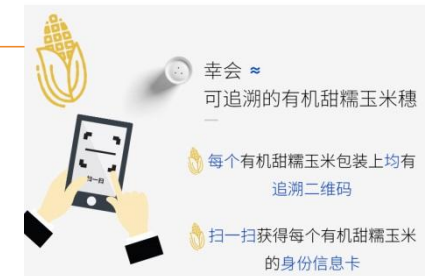 幸会 ≈
可追溯的有机甜糯玉米穗
每个有机甜糯玉米包装上均有
追溯二维码
扫一扫
扫一扫获得每个有机甜糯玉米
的身份信息卡